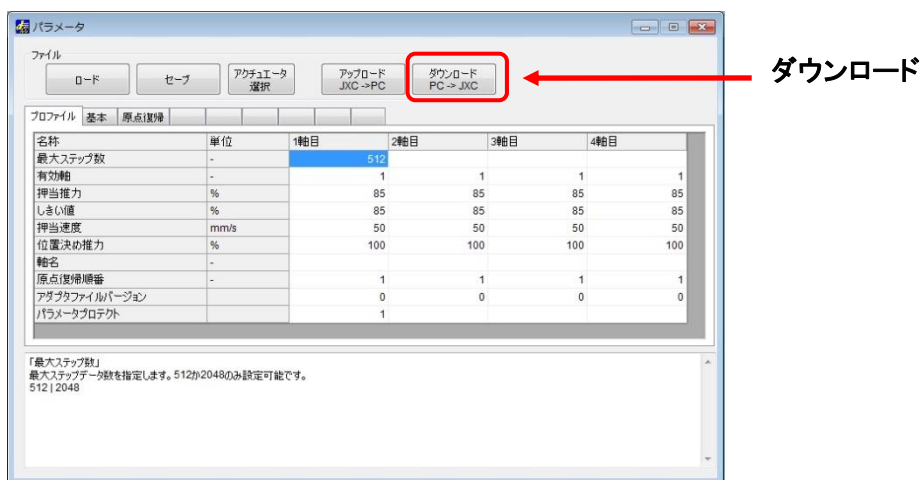 パラメータ
ファイル
ロード
セーブ
アクチュエータ
選択
アップロード
JXC ->PC
ダウンロード
PC -> JXC
ダウンロード
プロファイル 基本 原点復帰
名称 単位 1軸目 2軸目 3軸目 4軸目
最大ステップ数 - 512
有効軸 - 1 1 1 1
押当推力 % 85 85 85 85
しきい値 % 85 85 85 85
押当速度 mm/s 50 50 50 50
位置決め推力 % 100 100 100 100
軸名 -
原点復帰順番 - 1 1 1 1
アダプタファイルバージョン 0 0 0 0
パラメータプロテクト 1
「最大ステップ数」
最大ステップデータ数を指定します。512か2048のみ設定可能です。
512 | 2048